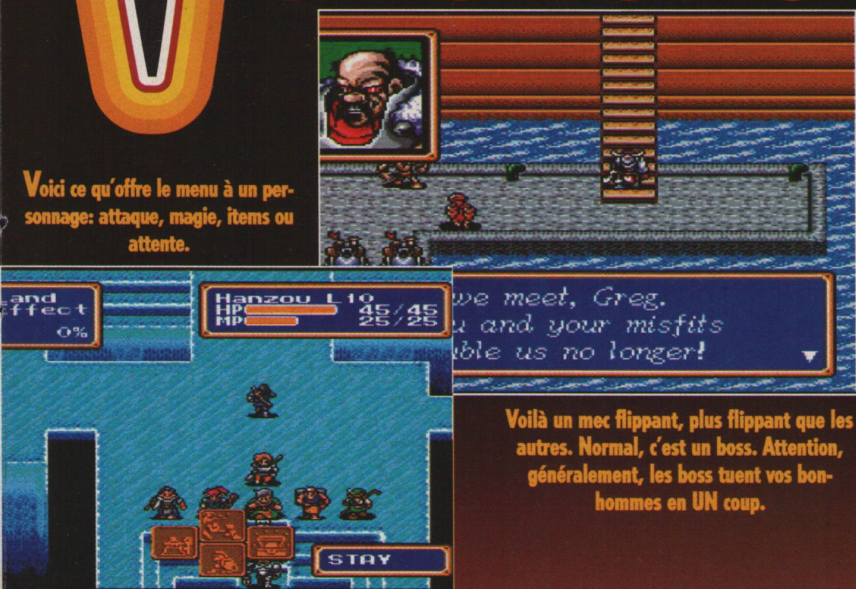 Voici ce qu'offre le menu à un per-
sonnage: attaque, magie, items ou
attente.
we meet, Greg.
u and your misfits
ble us no longer!
Land
ffect
0%
Hanzou L10
HP 45/45
MP 25/25
STAY
Voilà un mec flippant, plus flippant que les
autres. Normal, c'est un boss. Attention,
généralement, les boss tuent vos bon-
hommes en UN coup.